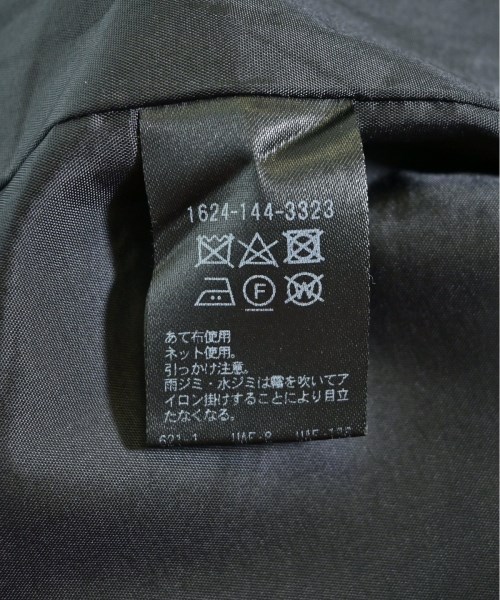 1624-144-3323
F
W
あて布使用
ネット使用。
引っかけ注意。
雨ジミ・水ジミは霧を吹いてア
イロン掛けすることにより目立
たなくなる。